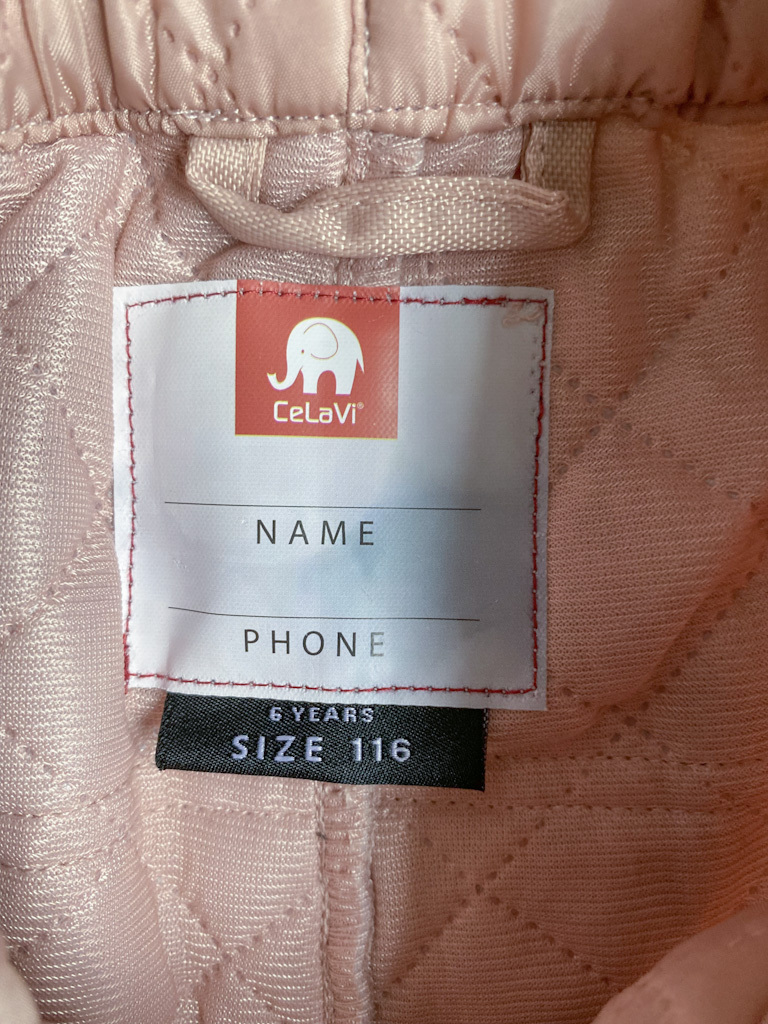 CeLaVi®
NAME
PHONE
6 YEARS
SIZE 116